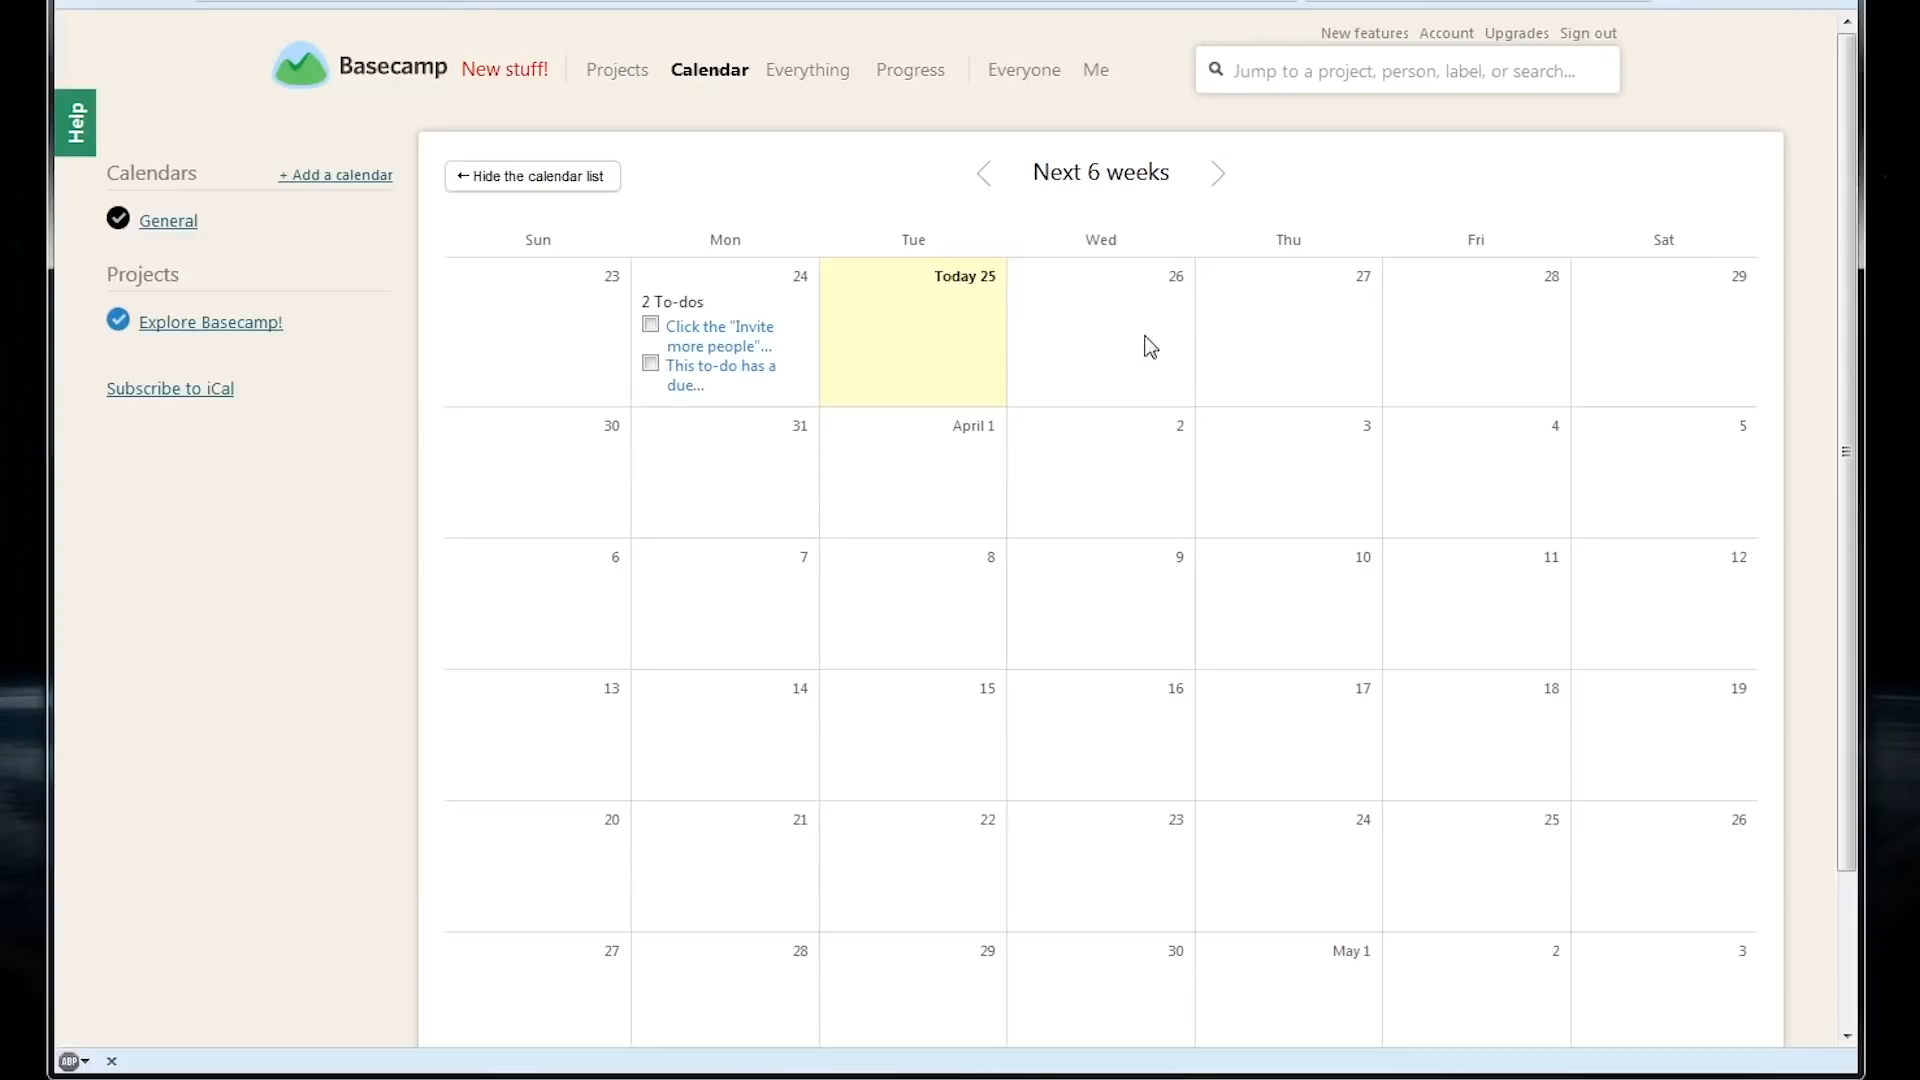 New features Account Upgrades Sign out
Basecamp New stuff! Projects Calendar Everything Progress Everyone Me
Jump to a project, person, label, or search...
Help
Calendars + Add a calendar
General
Projects
Explore Basecamp!
Subscribe to iCal
← Hide the calendar list
Next 6 weeks
Sun Mon Tue Wed Thu Fri Sat
23 24 Today 25 26 27 28 29
2 To-dos
Click the "Invite
more people"...
This to-do has a
due...
30 31 April 1 2 3 4 5
6 7 8 9 10 11 12
13 14 15 16 17 18 19
20 21 22 23 24 25 26
27 28 29 30 May 1 2 3
ABP